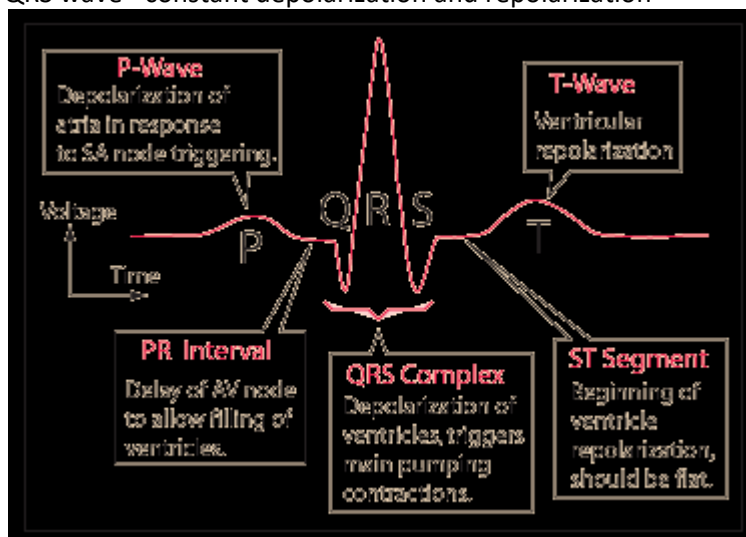 QRS wave - constant depolarization and repolarization
P-Wave
Depolarization of
atria in response
to SA node triggering.
T-Wave
Ventricular
repolarization
Voltage
Time
P
Q R S
T
PR Interval
Delay of AV node
to allow filling of
ventricles.
QRS Complex
Depolarization of
ventricles, triggers
main pumping
contractions.
ST Segment
Beginning of
ventricle
repolarization,
should be flat.